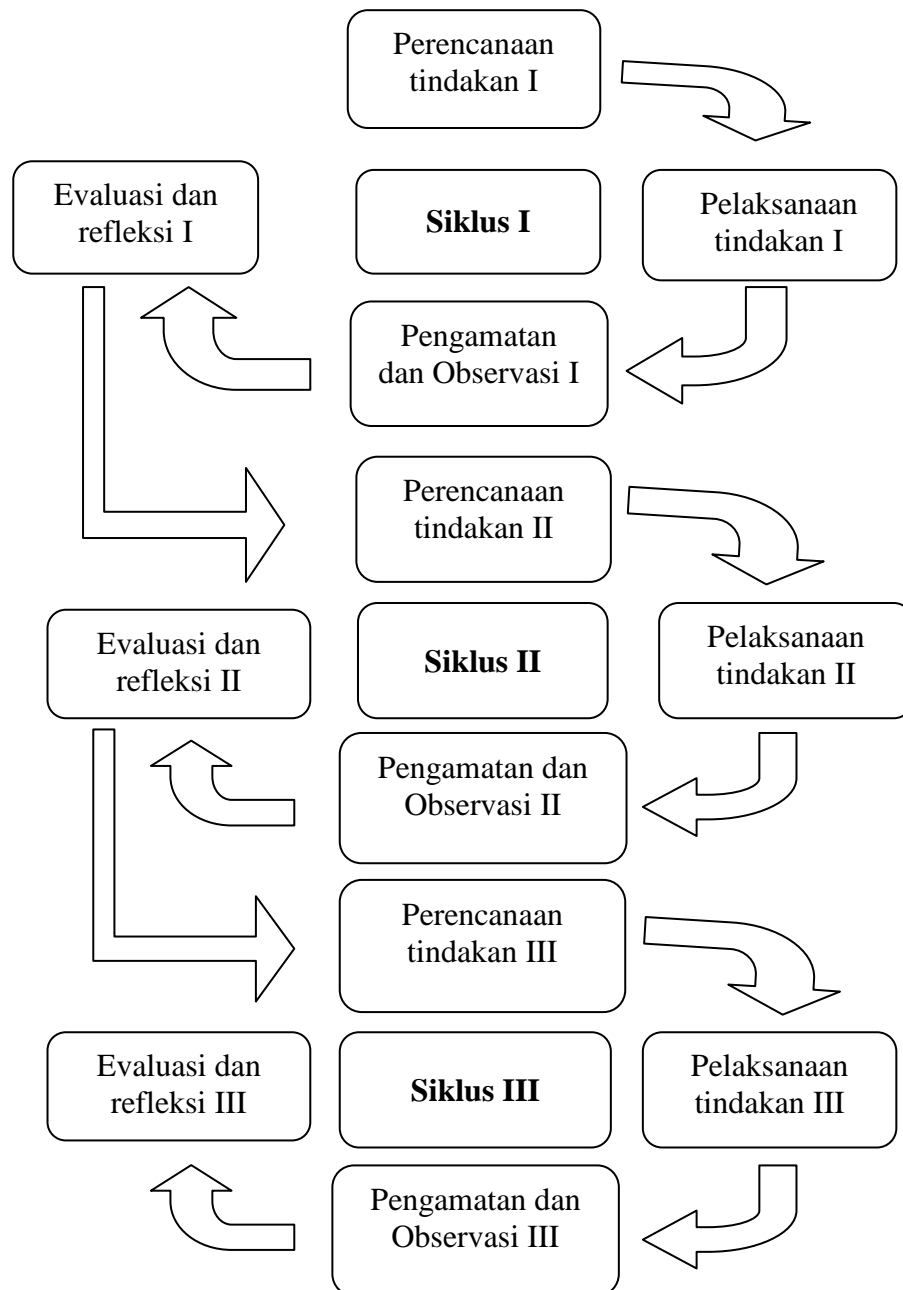 Perencanaan
tindakan I
Evaluasi dan
refleksi I
Siklus I
Pelaksanaan
tindakan I
Pengamatan
dan Observasi I
Perencanaan
tindakan II
Evaluasi dan
refleksi II
Siklus II
Pelaksanaan
tindakan II
Pengamatan dan
Observasi II
Perencanaan
tindakan III
Evaluasi dan
refleksi III
Siklus III
Pelaksanaan
tindakan III
Pengamatan dan
Observasi III